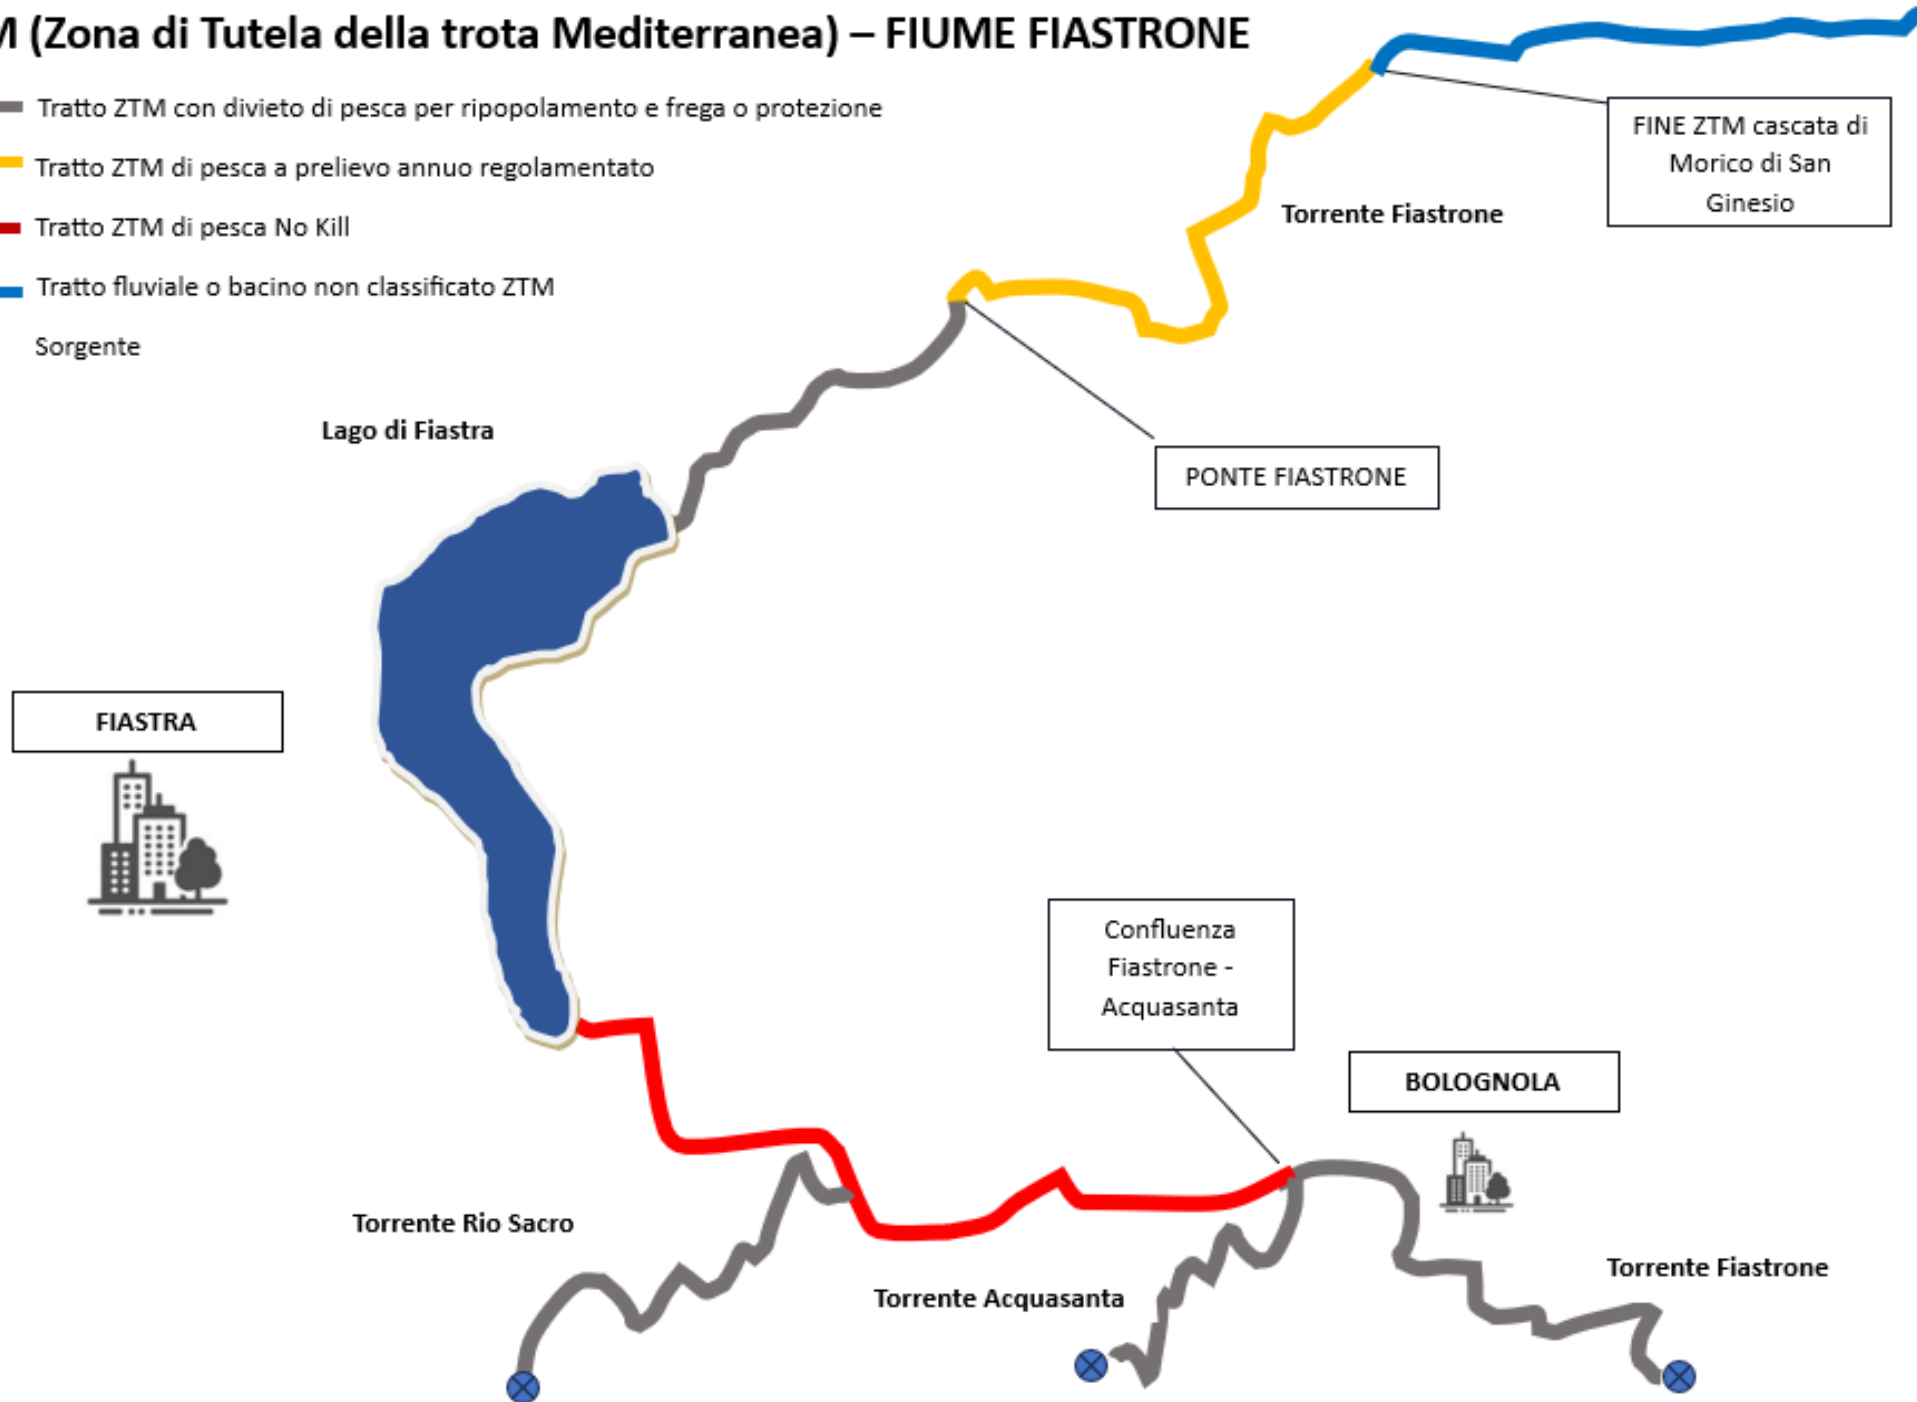 M (Zona di Tutela della trota Mediterranea) – FIUME FIASTRONE
Tratto ZTM con divieto di pesca per ripopolamento e frega o protezione
Tratto ZTM di pesca a prelievo annuo regolamentato
Tratto ZTM di pesca No Kill
Tratto fluviale o bacino non classificato ZTM
Sorgente
FINE ZTM cascata di
Morico di San
Ginesio
Torrente Fiastrone
Lago di Fiastra
PONTE FIASTRONE
FIASTRA
Confluenza
Fiastrone -
Acquasanta
BOLOGNOLA
Torrente Rio Sacro
Torrente Acquasanta
Torrente Fiastrone